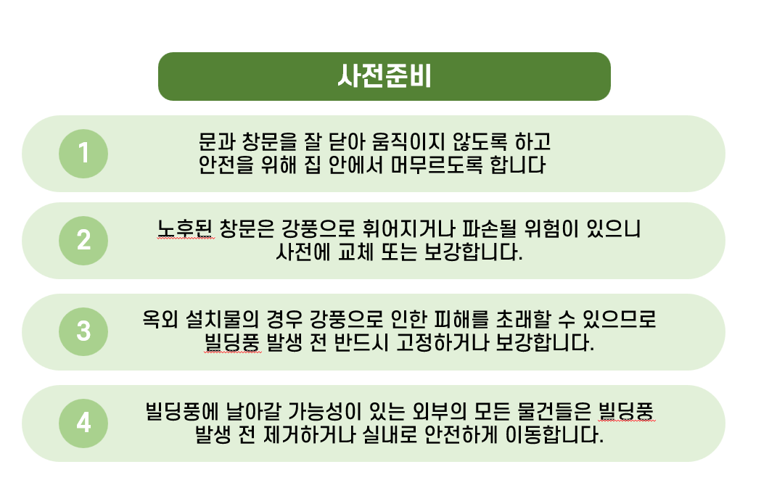 사전준비
1
문과 창문을 잘 닫아 움직이지 않도록 하고
안전을 위해 집 안에서 머무르도록 합니다
2
노후된 창문은 강풍으로 휘어지거나 파손될 위험이 있으니
사전에 교체 또는 보강합니다.
3
옥외 설치물의 경우 강풍으로 인한 피해를 초래할 수 있으므로
빌딩풍 발생 전 반드시 고정하거나 보강합니다.
4
빌딩풍에 날아갈 가능성이 있는 외부의 모든 물건들은 빌딩풍
발생 전 제거하거나 실내로 안전하게 이동합니다.